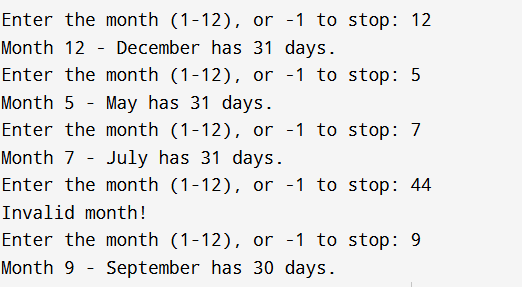 Enter the month (1-12), or -1 to stop: 12
Month 12 - December has 31 days.
Enter the month (1-12), or -1 to stop: 5
Month 5 - May has 31 days.
Enter the month (1-12), or -1 to stop: 7
Month 7 - July has 31 days.
Enter the month (1-12), or -1 to stop: 44
Invalid month!
Enter the month (1-12), or -1 to stop: 9
Month 9 - September has 30 days.